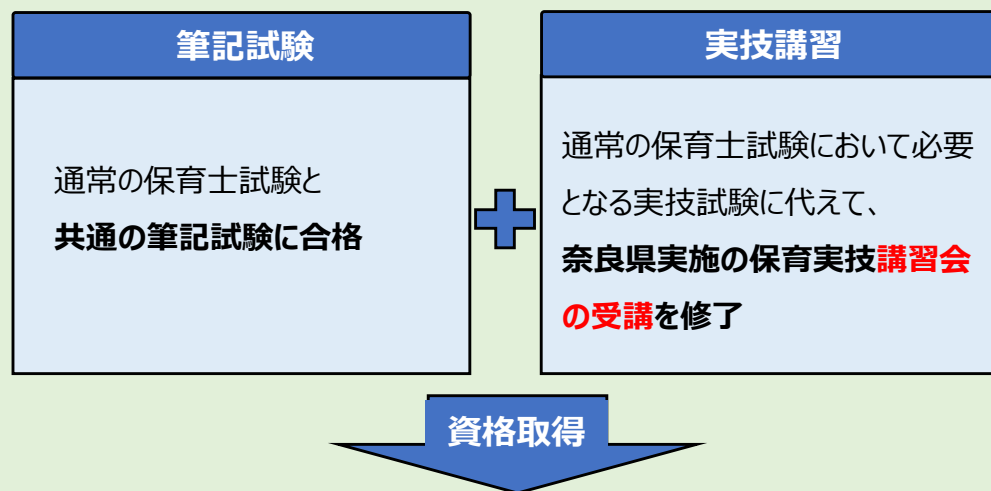 筆記試験
通常の保育士試験と
共通の筆記試験に合格
実技講習
通常の保育士試験において必要
となる実技試験に代えて、
奈良県実施の保育実技講習会
の受講を修了
資格取得